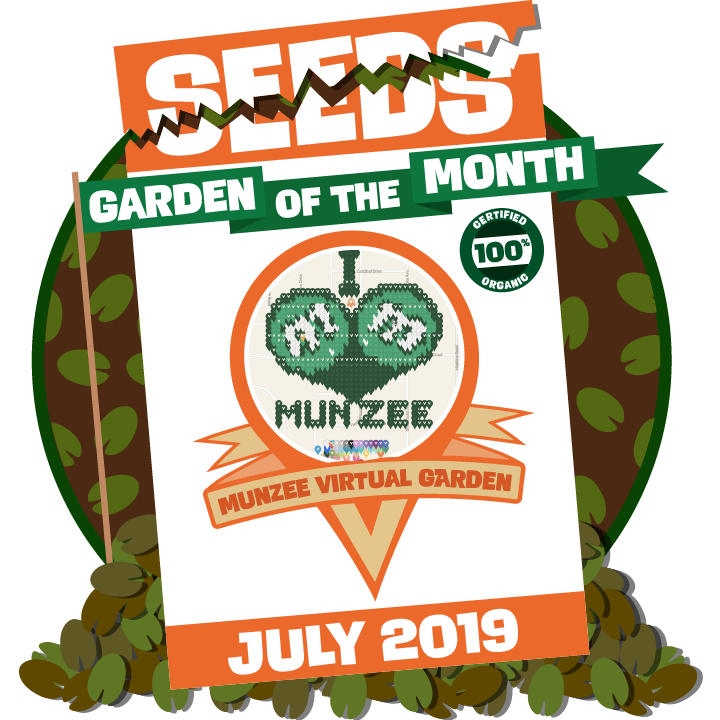 SEEDS
GARDEN OF THE MONTH
CERTIFIED
100%
ORGANIC
I
M M
MUNZEE
MUNZEE VIRTUAL GARDEN
JULY 2019